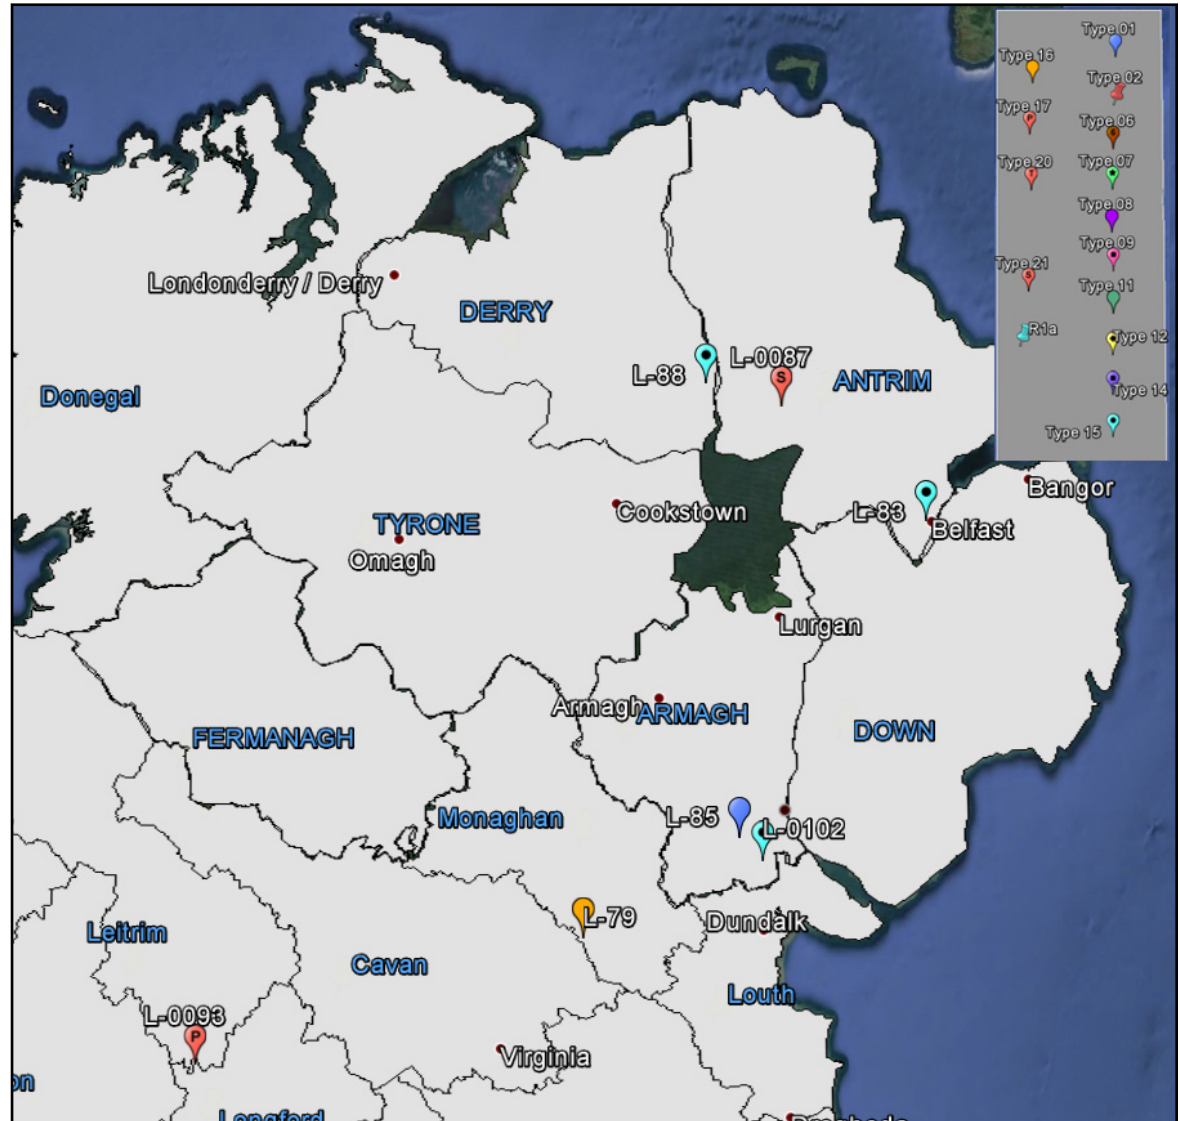 Type 01
Type 16
Type 02
Type 17
P
Type 06
6
Type 20
T
Type 07
Type 08
Type 09
Type 21
S
Type 11
R1a
Type 12
Type 14
Type 15
Londonderry / Derry
DERRY
L-88
L-0087
S
ANTRIM
Donegal
Bangor
L-83
Belfast
Cookstown
TYRONE
Omagh
Lurgan
Armagh
ARMAGH
DOWN
FERMANAGH
Monaghan
L-85
L-0102
L-79
Dundalk
Leitrim
Cavan
Louth
L-0093
P
Virginia
on
Longford